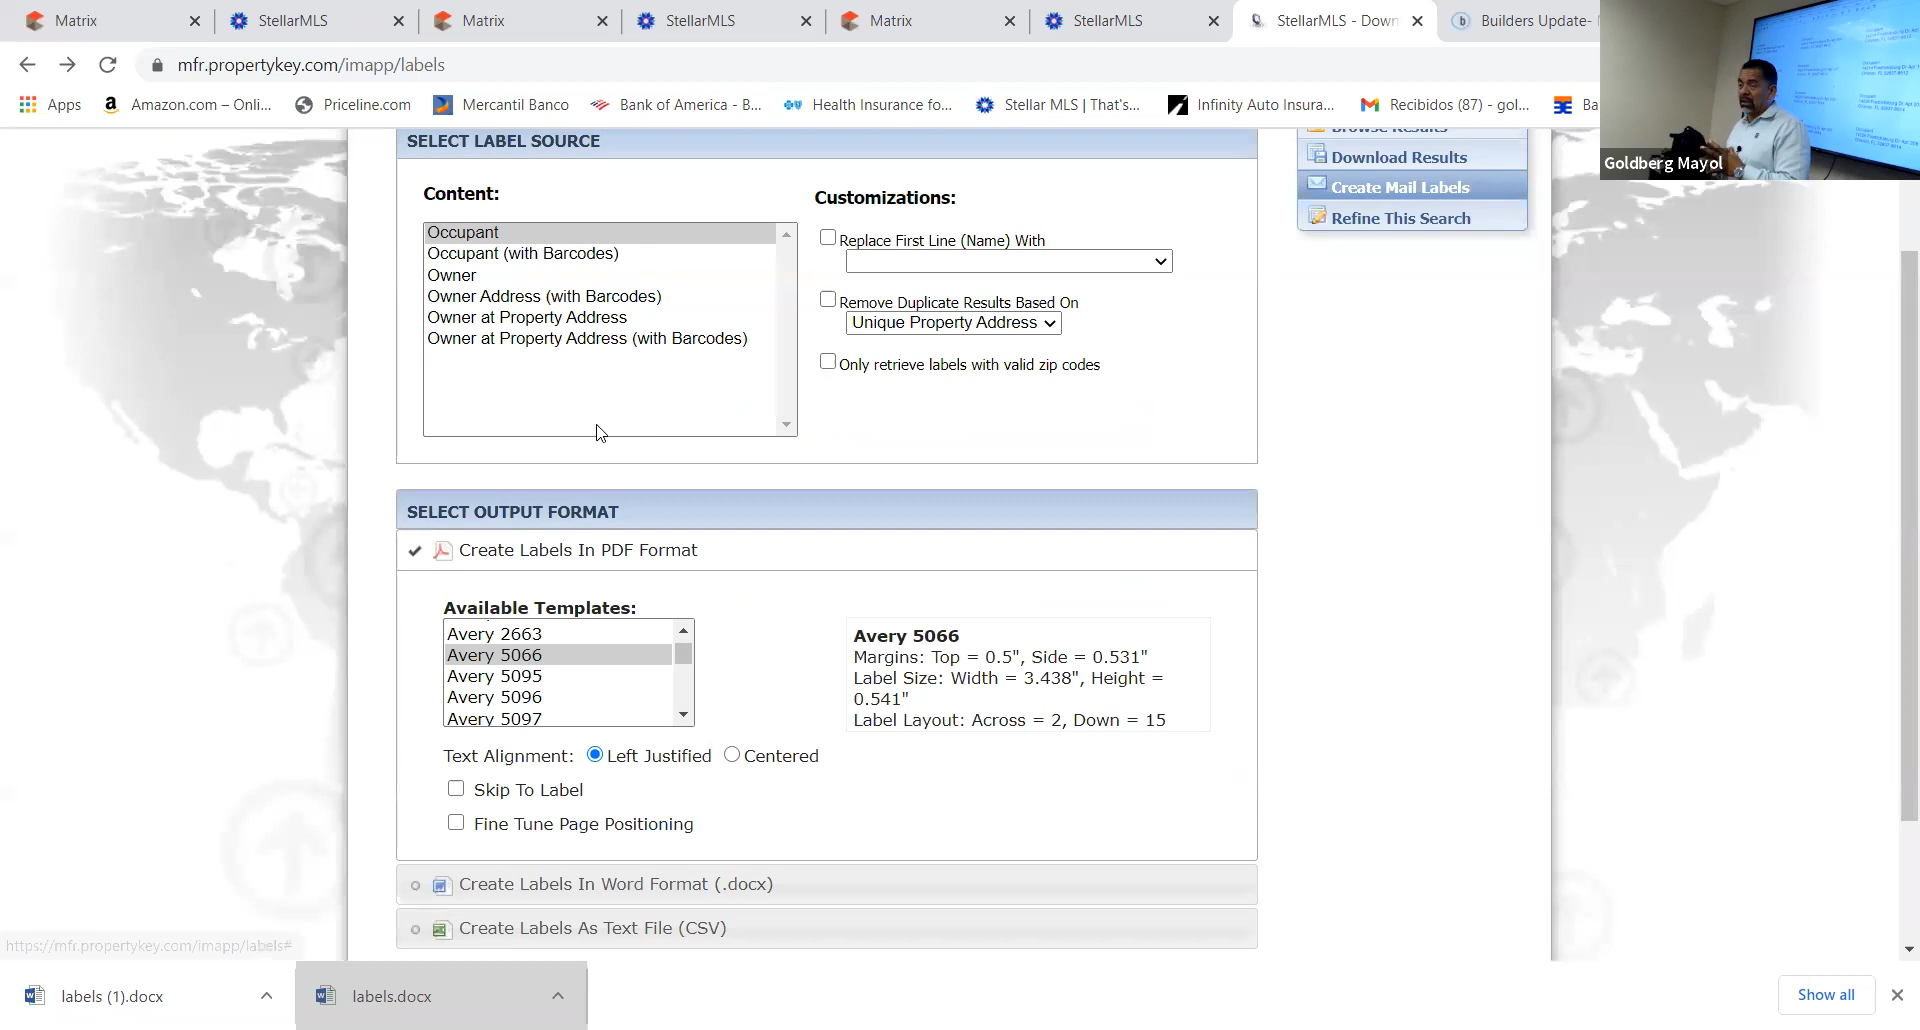 Matrix
StellarMLS
Matrix
StellarMLS
Matrix
StellarMLS
StellarMLS - Down
Builders Update-
mfr.propertykey.com/imapp/labels
Apps
Amazon.com – Onli...
Priceline.com
Mercantil Banco
Bank of America - B...
Health Insurance fo...
Stellar MLS | That's...
Infinity Auto Insura...
Recibidos (87) - gol...
Ba
Goldberg Mayol
SELECT LABEL SOURCE
Content:
Occupant
Occupant (with Barcodes)
Owner
Owner Address (with Barcodes)
Owner at Property Address
Owner at Property Address (with Barcodes)
Customizations:
Replace First Line (Name) With
Remove Duplicate Results Based On
Unique Property Address
Only retrieve labels with valid zip codes
Browse Results
Download Results
Create Mail Labels
Refine This Search
SELECT OUTPUT FORMAT
Create Labels In PDF Format
Available Templates:
Avery 2663
Avery 5066
Avery 5095
Avery 5096
Avery 5097
Avery 5066
Margins: Top = 0.5", Side = 0.531"
Label Size: Width = 3.438", Height =
0.541"
Label Layout: Across = 2, Down = 15
Text Alignment: Left Justified Centered
Skip To Label
Fine Tune Page Positioning
Create Labels In Word Format (.docx)
Create Labels As Text File (CSV)
https://mfr.propertykey.com/imapp/labels#
labels (1).docx
labels.docx
Show all